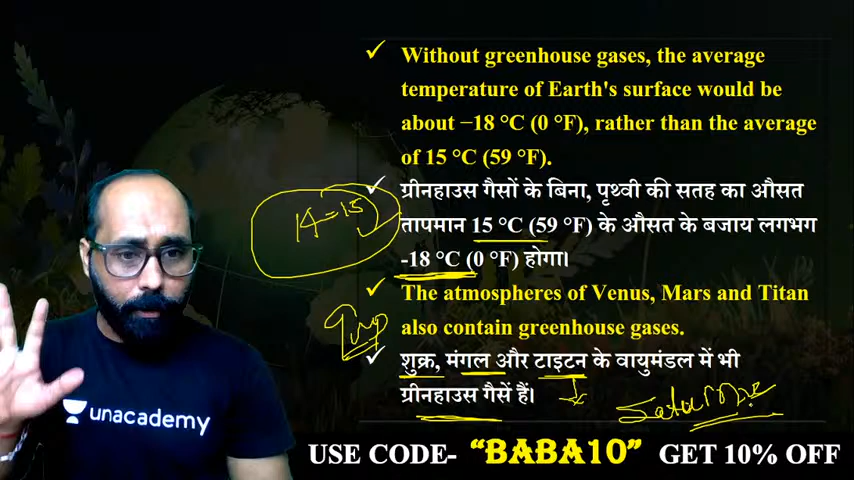 Without greenhouse gases, the average
temperature of Earth's surface would be
about −18 °C (0 °F), rather than the average
of 15 °C (59 °F).
ग्रीनहाउस गैसों के बिना, पृथ्वी की सतह का औसत
तापमान 15 °C (59 °F) के औसत के बजाय लगभग
-18 °C (0 °F) होगा।
14=15
The atmospheres of Venus, Mars and Titan
also contain greenhouse gases.
शुक्र, मंगल और टाइटन के वायुमंडल में भी
ग्रीनहाउस गैसें हैं।
unacademy
USE CODE- “BABA10” GET 10% OFF